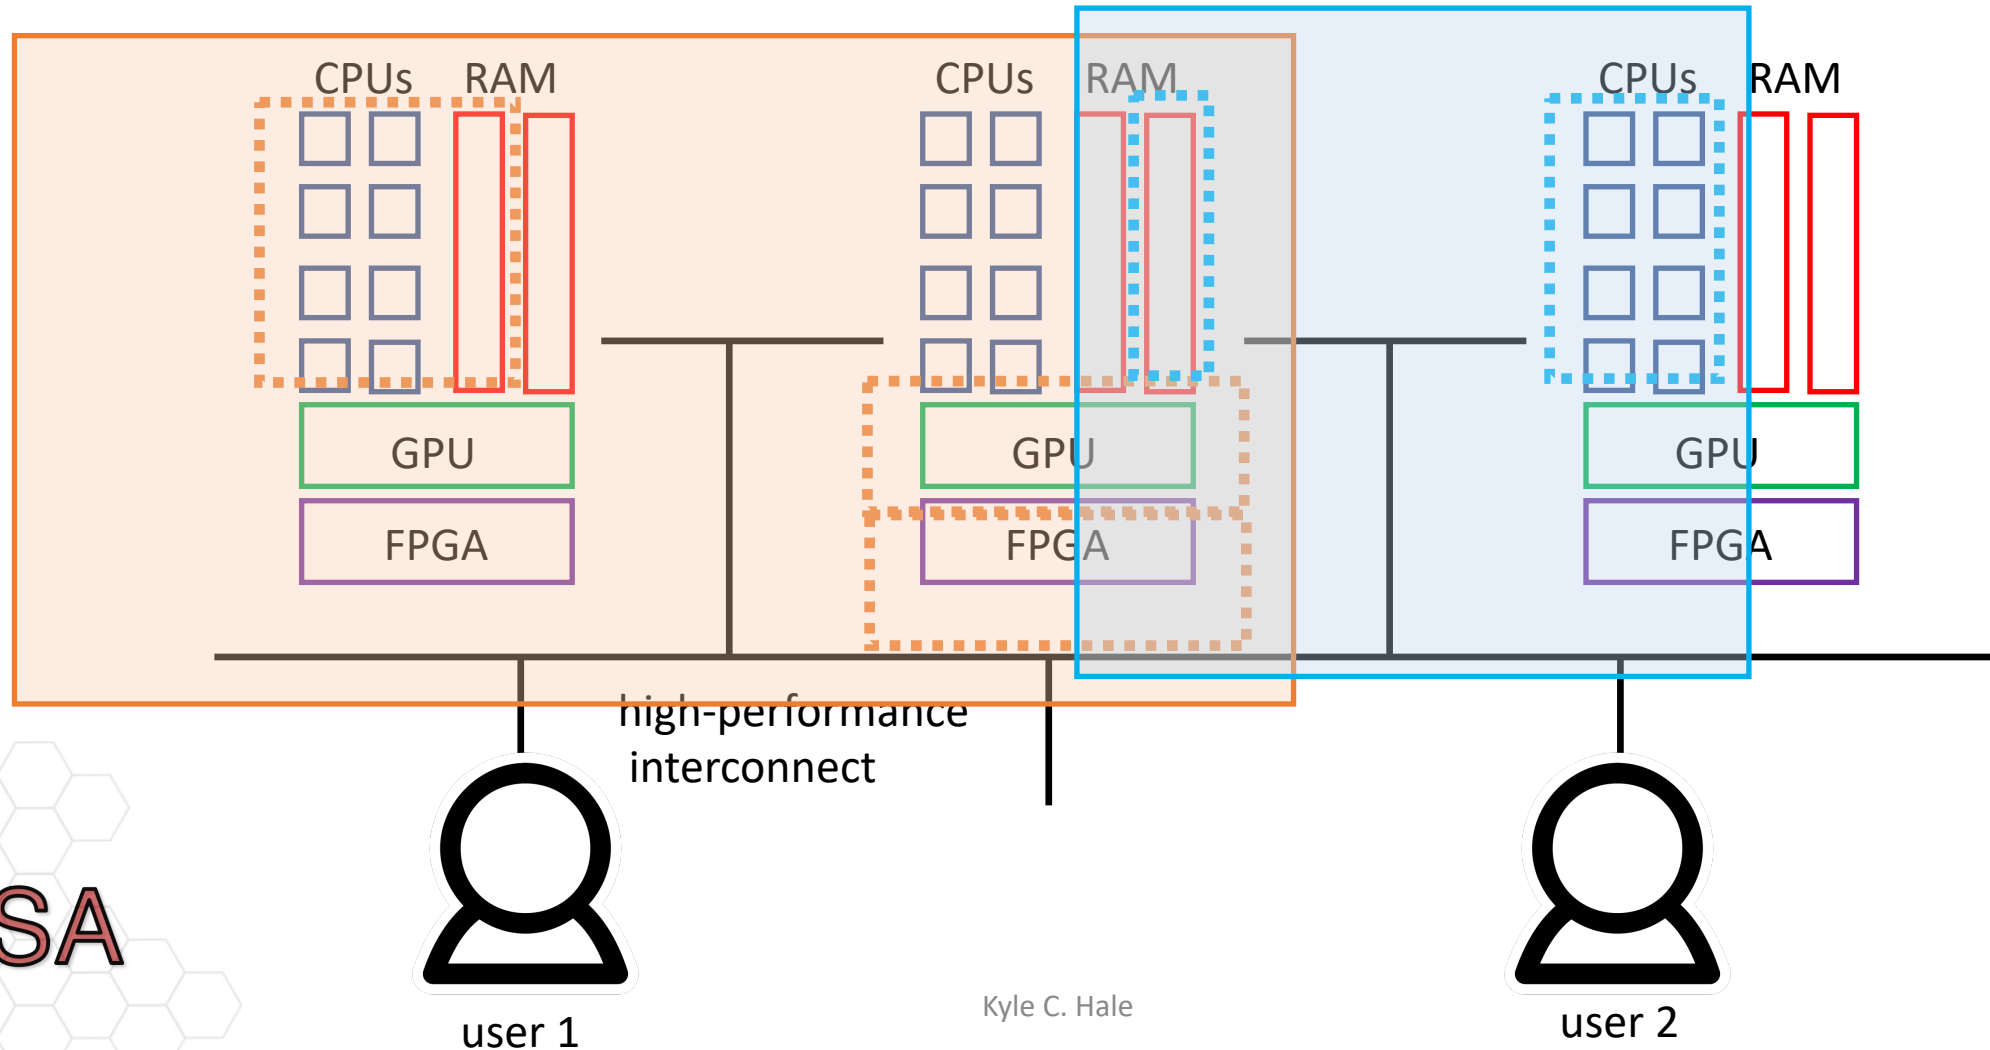 CPUs RAM
CPUs RAM
CPUs RAM
GPU
GPU
GPU
FPGA
FPGA
FPGA
high-performance
interconnect
SA
Kyle C. Hale
user 1
user 2